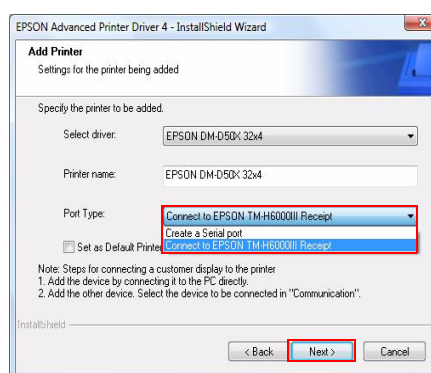 EPSON Advanced Printer Driver 4 - InstallShield Wizard
Add Printer
Settings for the printer being added
Specify the printer to be added.
Select driver: EPSON DM-D50X 32x4
Printer name: EPSON DM-D50X 32x4
Port Type: Connect to EPSON TM-H6000III Receipt
Create a Serial port
Set as Default Printer Connect to EPSON TM-H6000III Receipt
Note: Steps for connecting a customer display to the printer
1. Add the device by connecting it to the PC directly.
2. Add the other device. Select the device to be connected in "Communication".
InstallShield
< Back Next > Cancel